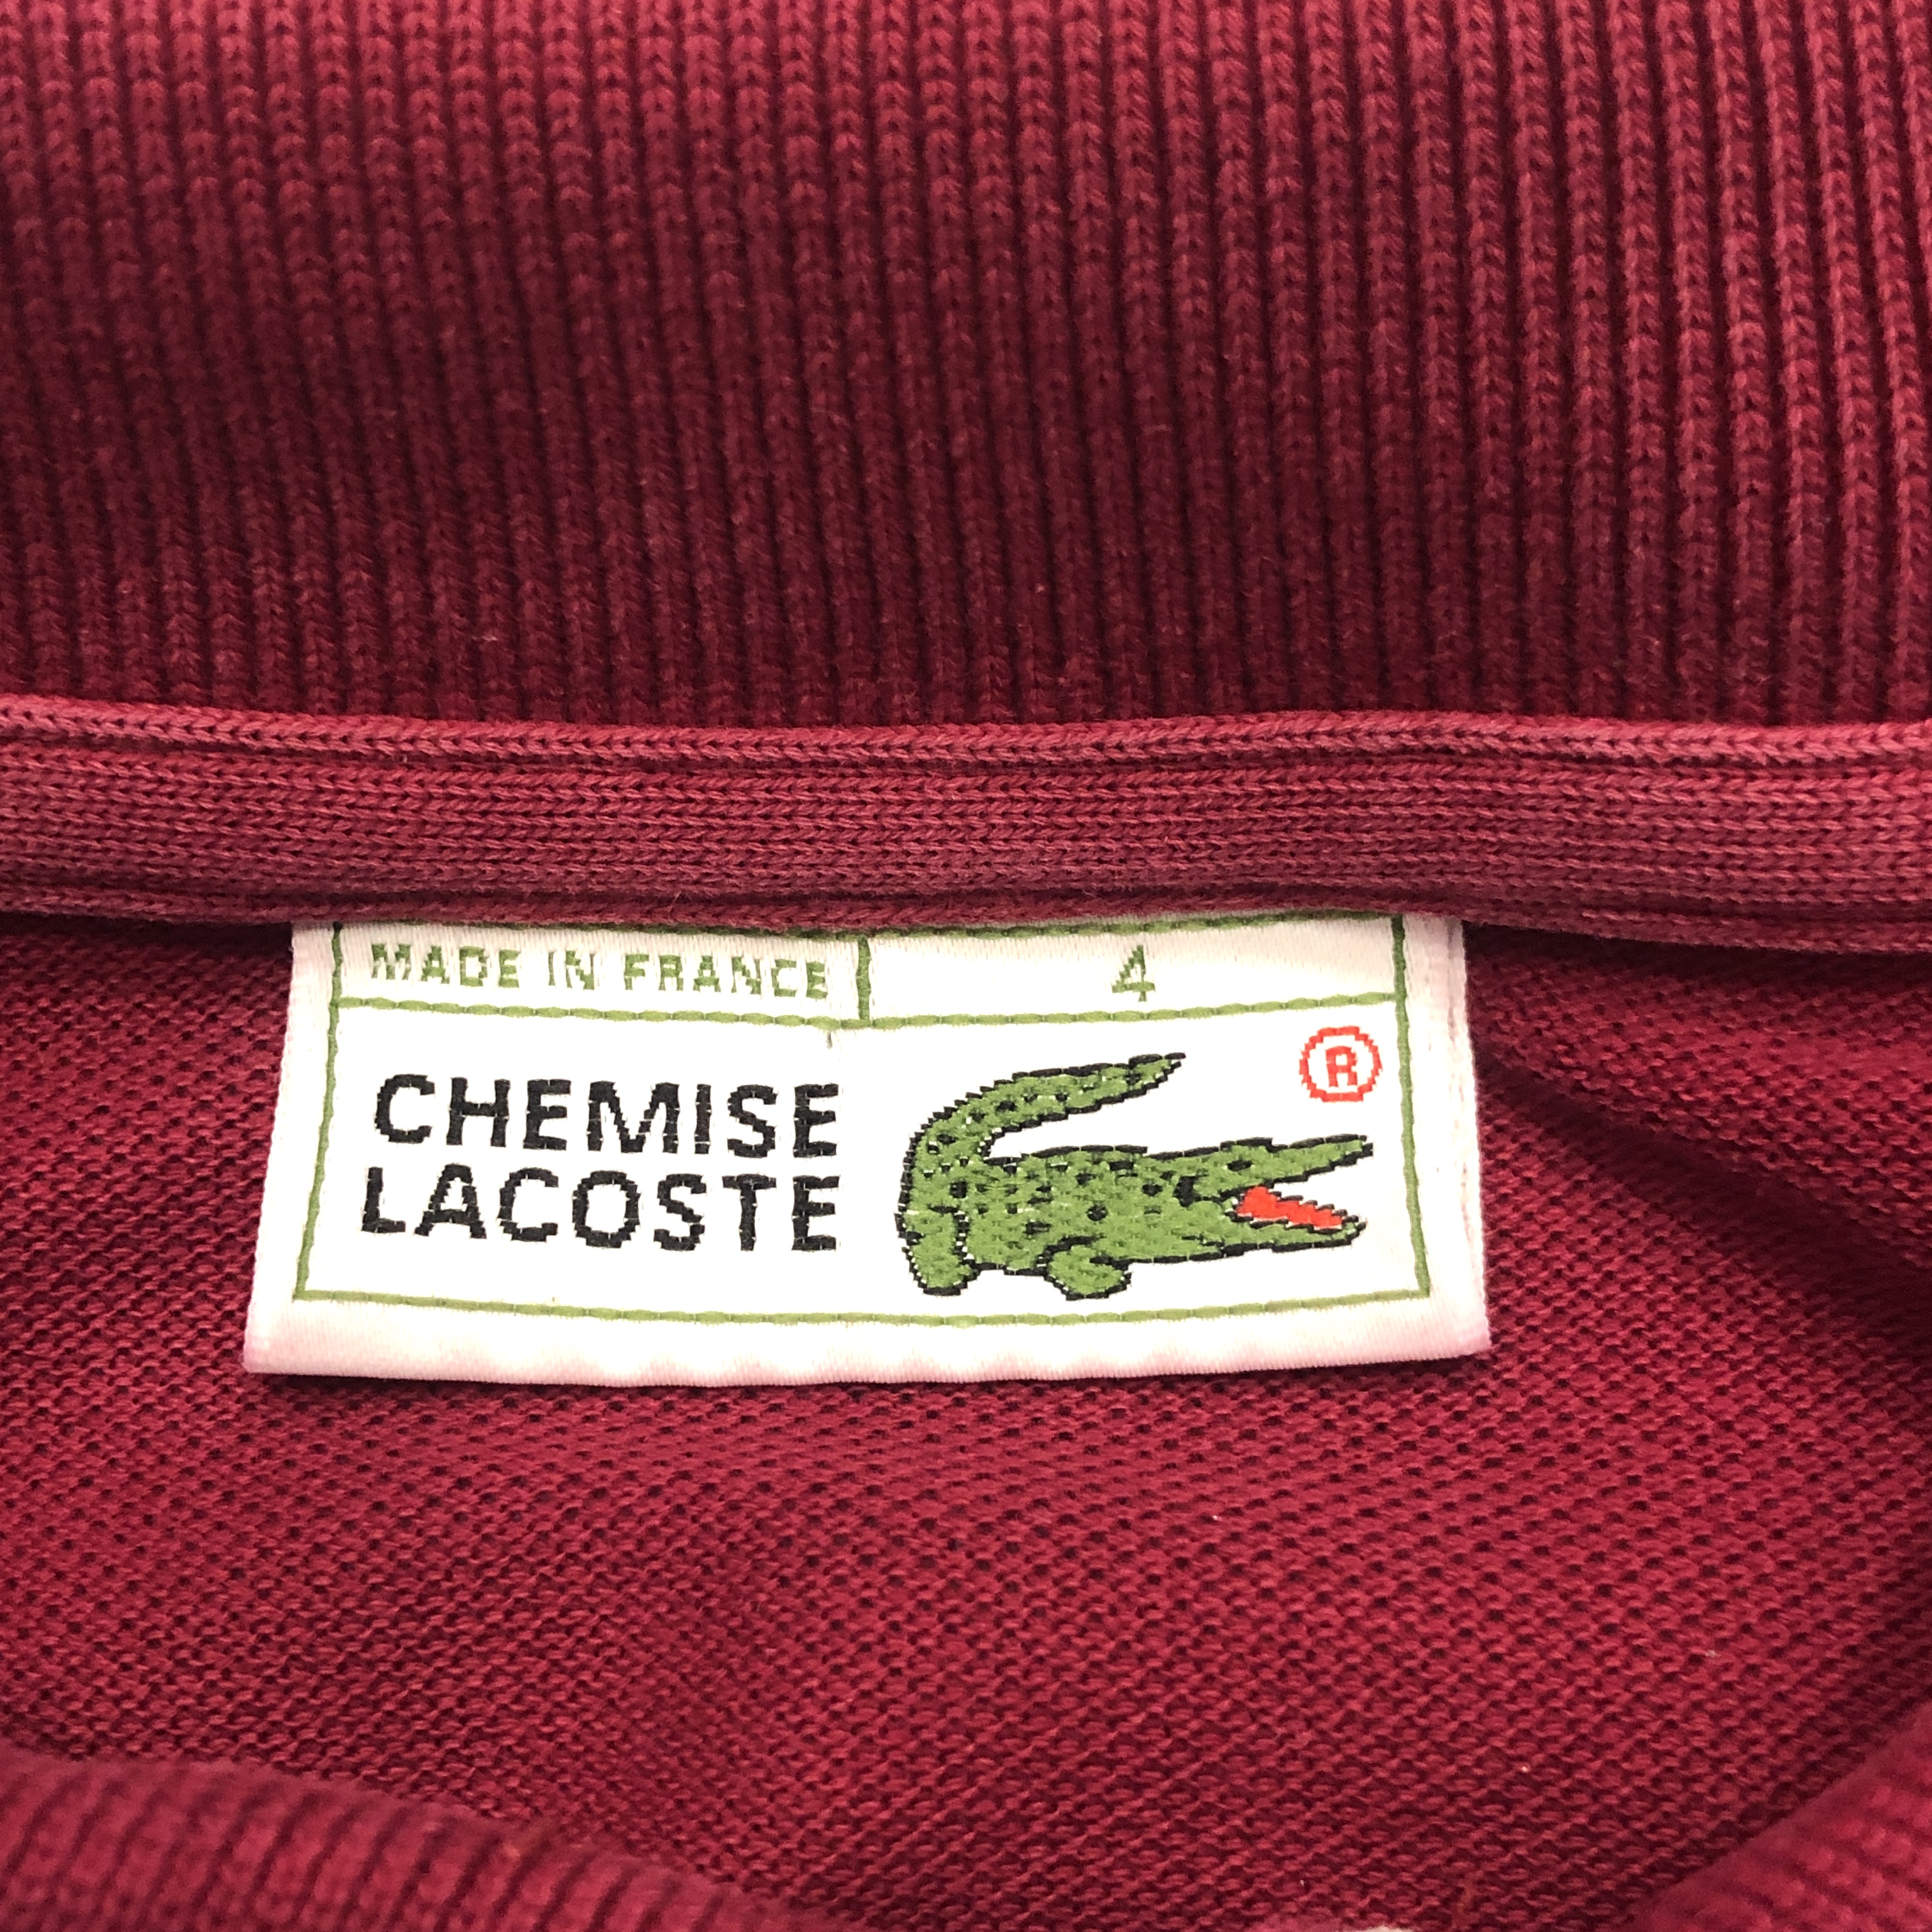 MADE IN FRANCE 4
®
CHEMISE
LACOSTE